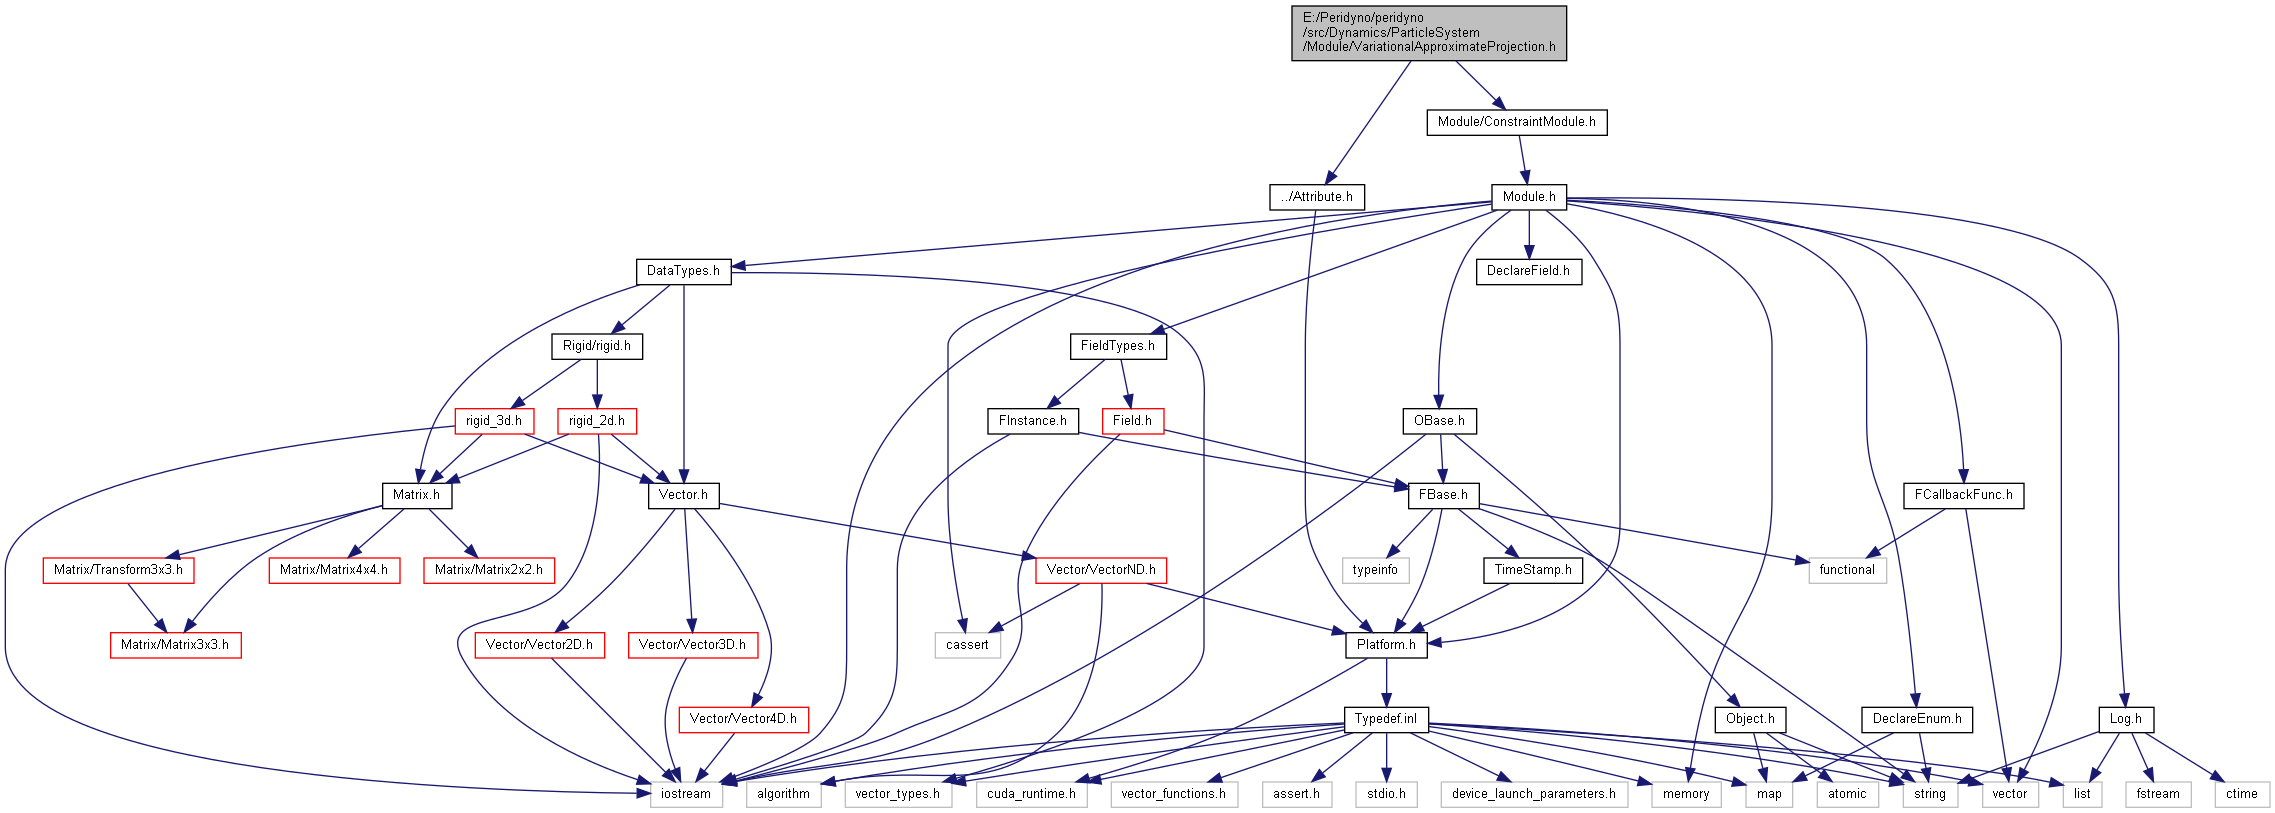 E:/Peridyno/peridyno
/src/Dynamics/ParticleSystem
/Module/VariationalApproximateProjection.h
Module/ConstraintModule.h
../Attribute.h
Module.h
DataTypes.h
DeclareField.h
Rigid/rigid.h
FieldTypes.h
rigid_3d.h
rigid_2d.h
FInstance.h
Field.h
OBase.h
Matrix.h
Vector.h
FBase.h
FCallbackFunc.h
Matrix/Transform3x3.h
Matrix/Matrix4x4.h
Matrix/Matrix2x2.h
Vector/VectorND.h
typeinfo
TimeStamp.h
functional
Matrix/Matrix3x3.h
Vector/Vector2D.h
Vector/Vector3D.h
cassert
Platform.h
Vector/Vector4D.h
Typedef.inl
Object.h
DeclareEnum.h
Log.h
iostream
algorithm
vector_types.h
cuda_runtime.h
vector_functions.h
assert.h
stdio.h
device_launch_parameters.h
memory
map
atomic
string
vector
list
fstream
ctime